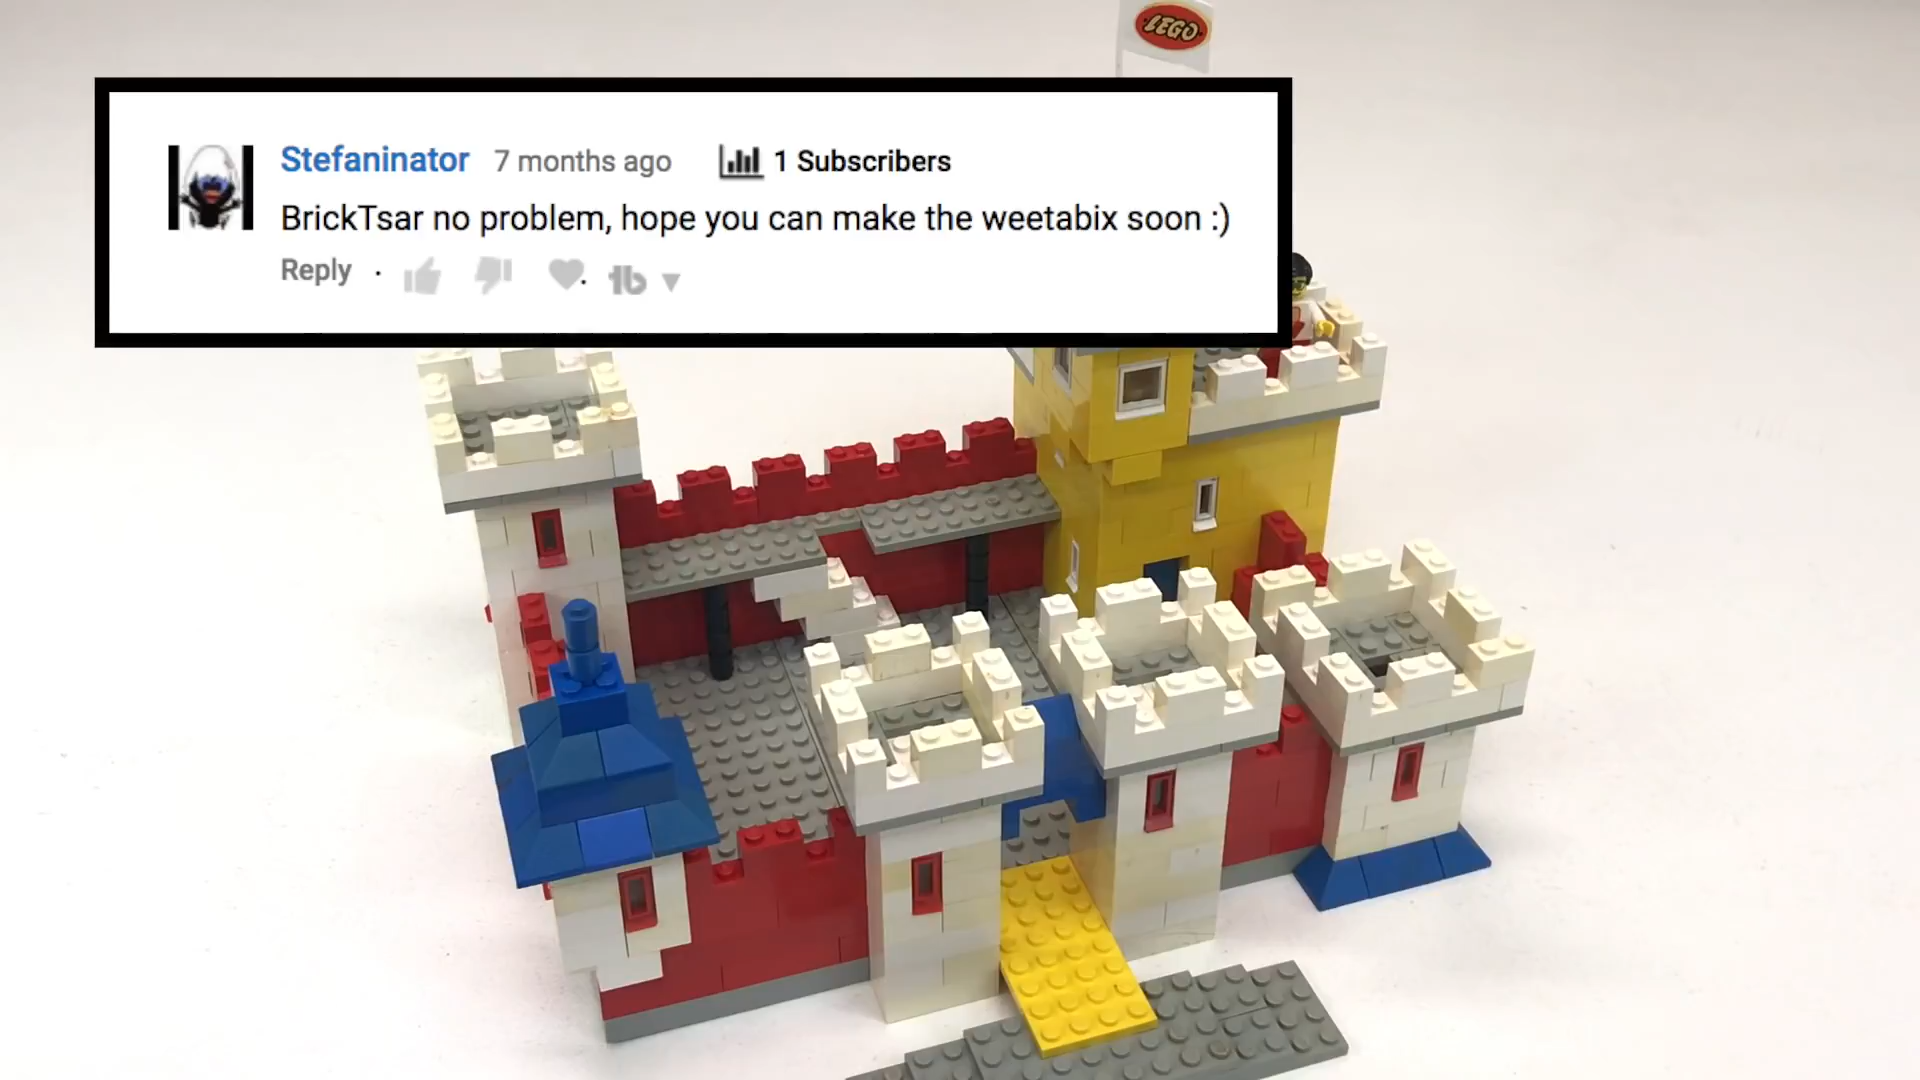 LEGO
Stefaninator 7 months ago 1 Subscribers
BrickTsar no problem, hope you can make the weetabix soon :)
Reply